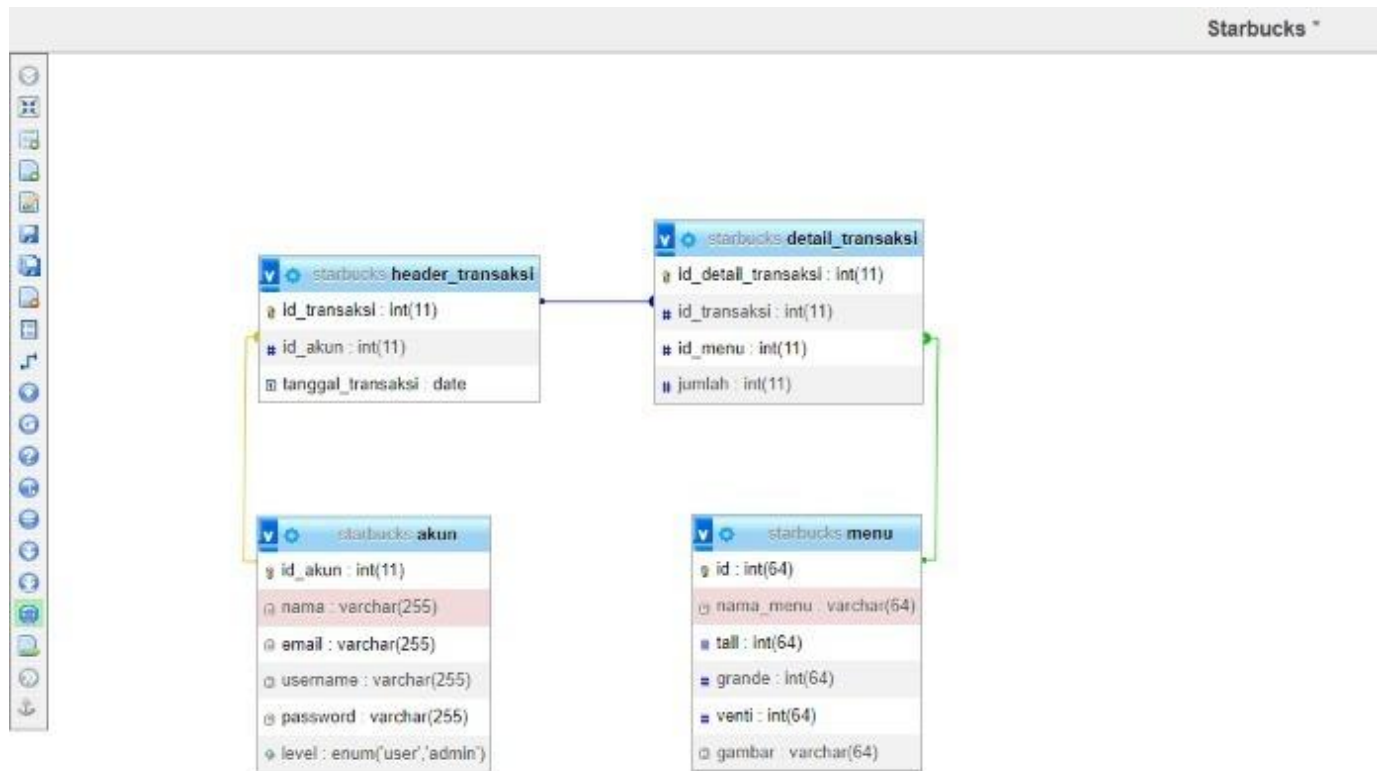 Starbucks *
starbucks header_transaksi
id_transaksi : int(11)
id_akun : int(11)
tanggal_transaksi : date
starbucks detail_transaksi
id_detail_transaksi : int(11)
id_transaksi : int(11)
id_menu : int(11)
jumlah : int(11)
starbucks akun
id_akun : int(11)
nama : varchar(255)
email : varchar(255)
username : varchar(255)
password : varchar(255)
level : enum('user','admin')
starbucks menu
id : int(64)
nama_menu : varchar(64)
tall : int(64)
grande : int(64)
venti : int(64)
gambar : varchar(64)